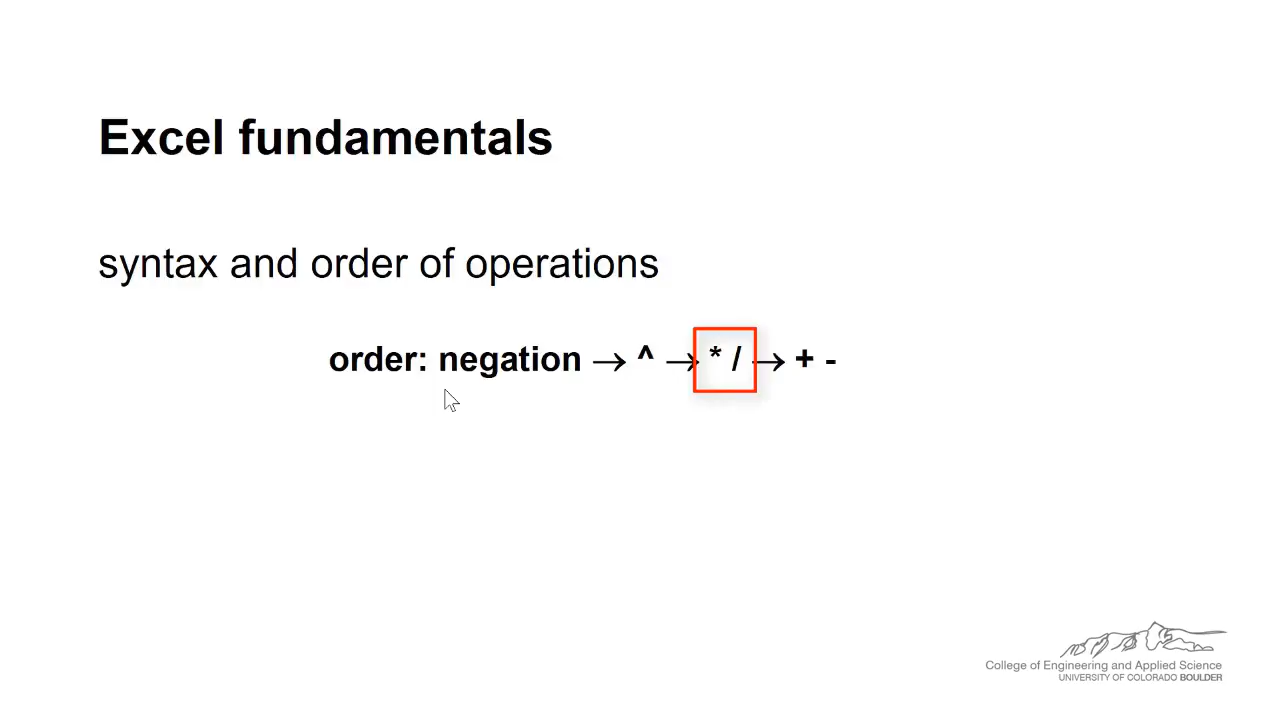 Excel fundamentals
syntax and order of operations
order: negation → ^ → * / → + -
College of Engineering and Applied Science
UNIVERSITY OF COLORADO BOULDER